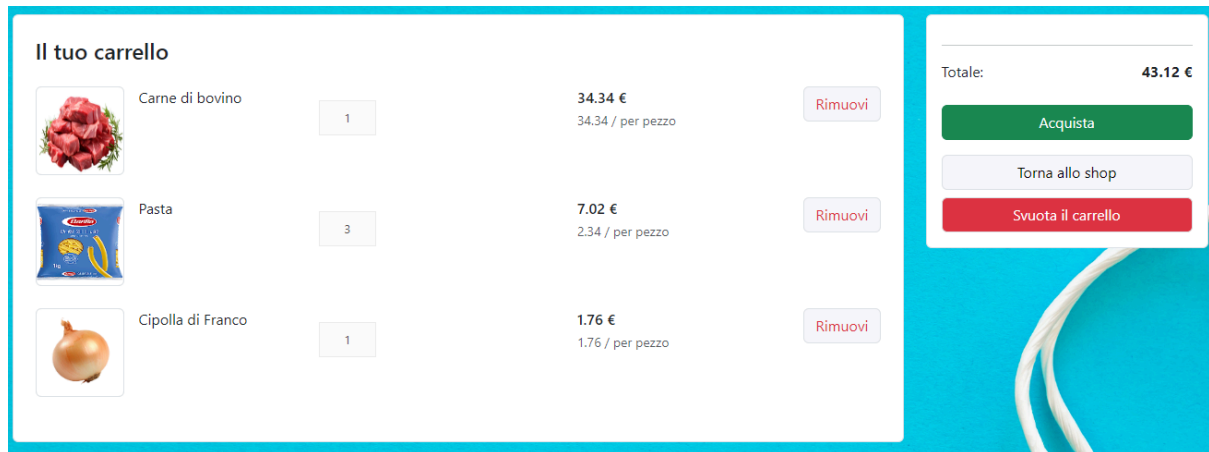 Il tuo carrello
Carne di bovino
1
34.34 €
34.34 / per pezzo
Rimuovi
Barilla
Pasta
3
7.02 €
2.34 / per pezzo
Rimuovi
Cipolla di Franco
1
1.76 €
1.76 / per pezzo
Rimuovi
Totale: 43.12 €
Acquista
Torna allo shop
Svuota il carrello